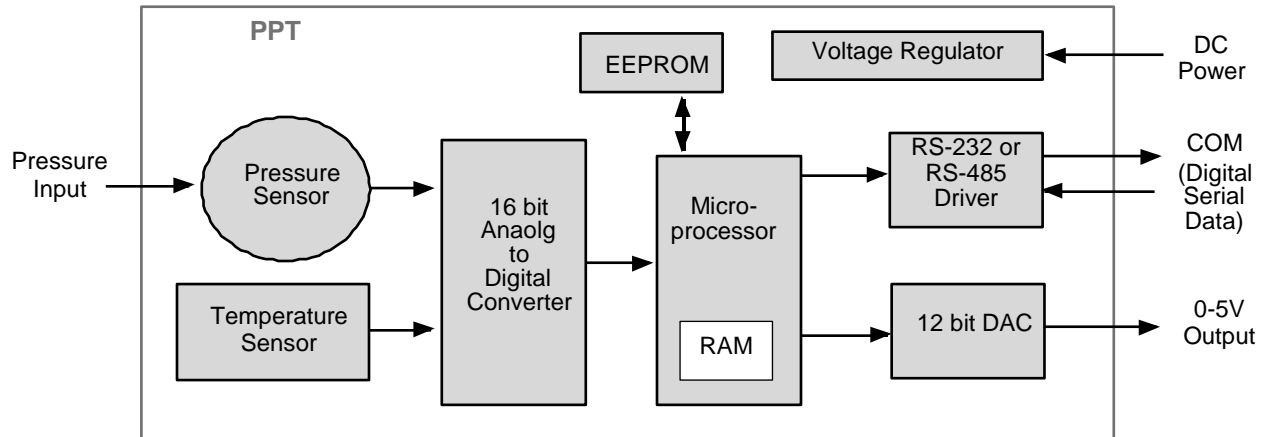 PPT
EEPROM
Voltage Regulator
DC
Power
Pressure
Input
Pressure
Sensor
16 bit
Anaolg
to
Digital
Converter
Micro-
processor
RAM
RS-232 or
RS-485
Driver
COM
(Digital
Serial
Data)
Temperature
Sensor
12 bit DAC
0-5V
Output